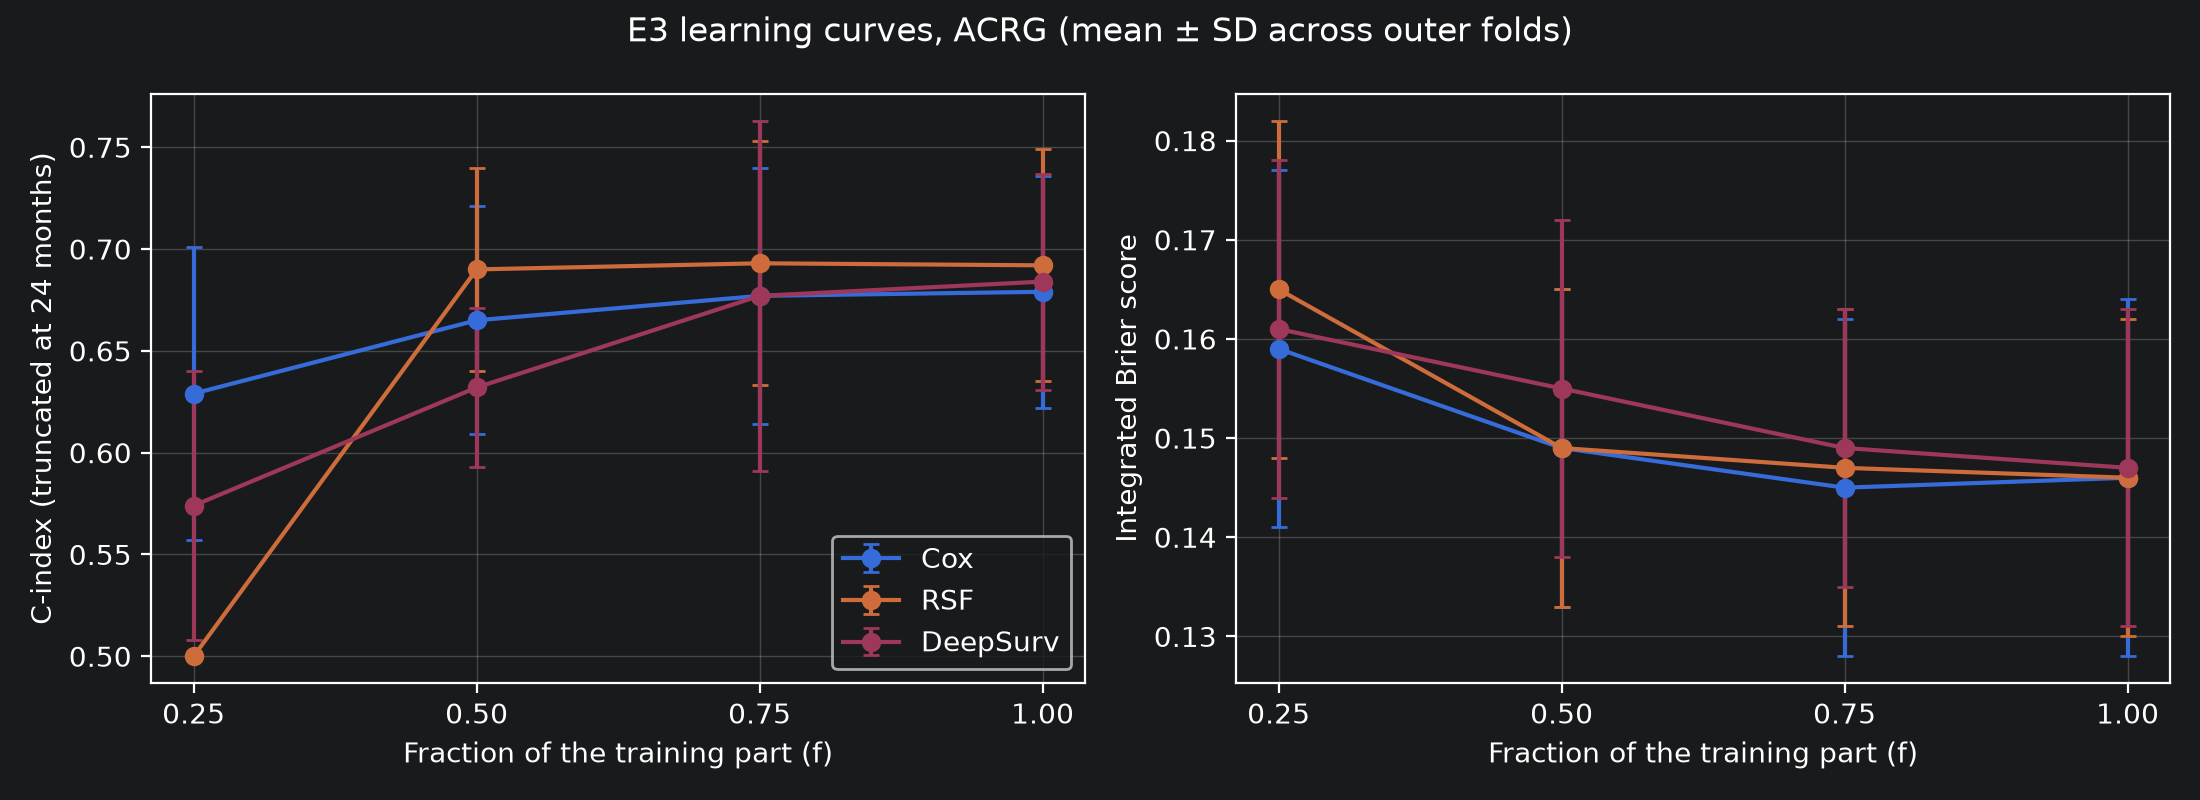 E3 learning curves, ACRG (mean ± SD across outer folds)
C-index (truncated at 24 months)
0.75
0.70
0.65
0.60
0.55
0.50
0.25 0.50 0.75 1.00
Fraction of the training part (f)
Cox
RSF
DeepSurv
Integrated Brier score
0.18
0.17
0.16
0.15
0.14
0.13
0.25 0.50 0.75 1.00
Fraction of the training part (f)